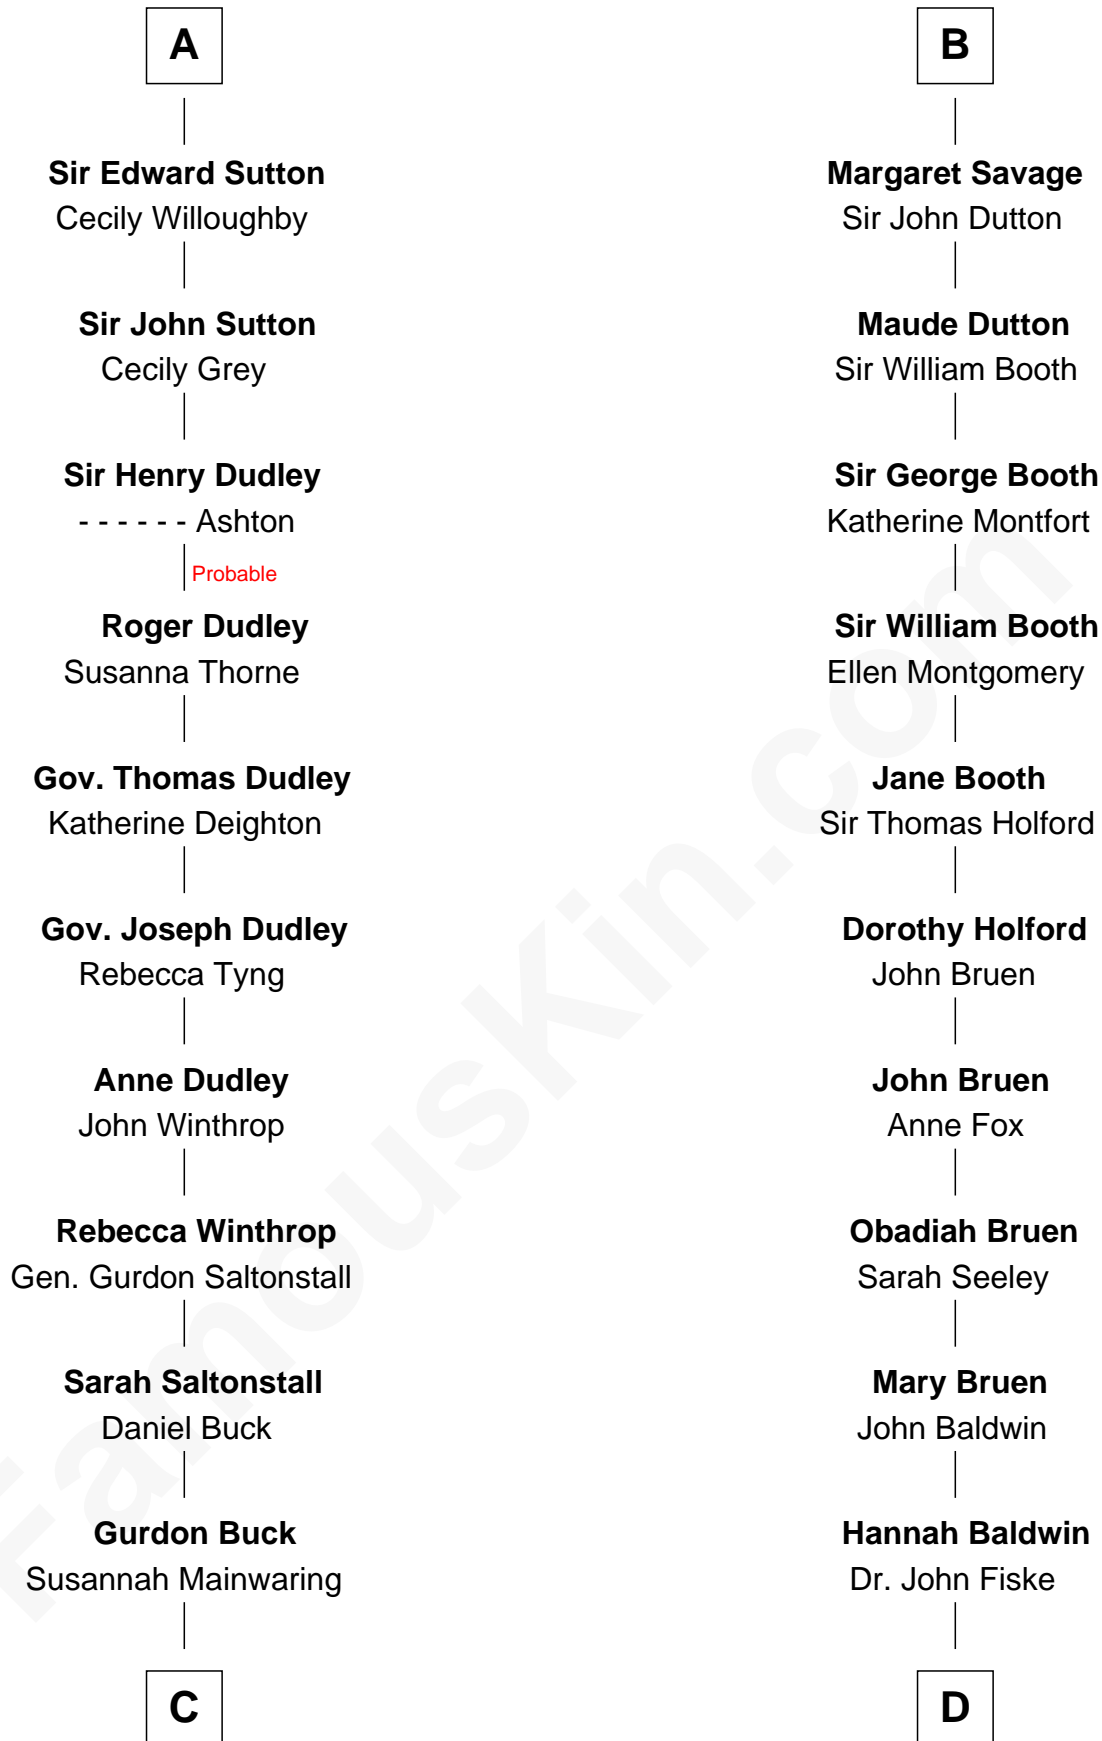 A
Sir Edward Sutton
Cecily Willoughby
Sir John Sutton
Cecily Grey
Sir Henry Dudley
- - - - - - Ashton
Probable
Roger Dudley
Susanna Thorne
Gov. Thomas Dudley
Katherine Deighton
Gov. Joseph Dudley
Rebecca Tyng
Anne Dudley
John Winthrop
Rebecca Winthrop
Gen. Gurdon Saltonstall
Sarah Saltonstall
Daniel Buck
Gurdon Buck
Susannah Mainwaring
C
B
Margaret Savage
Sir John Dutton
Maude Dutton
Sir William Booth
Sir George Booth
Katherine Montfort
Sir William Booth
Ellen Montgomery
Jane Booth
Sir Thomas Holford
Dorothy Holford
John Bruen
John Bruen
Anne Fox
Obadiah Bruen
Sarah Seeley
Mary Bruen
John Baldwin
Hannah Baldwin
Dr. John Fiske
D
FamousKin.com